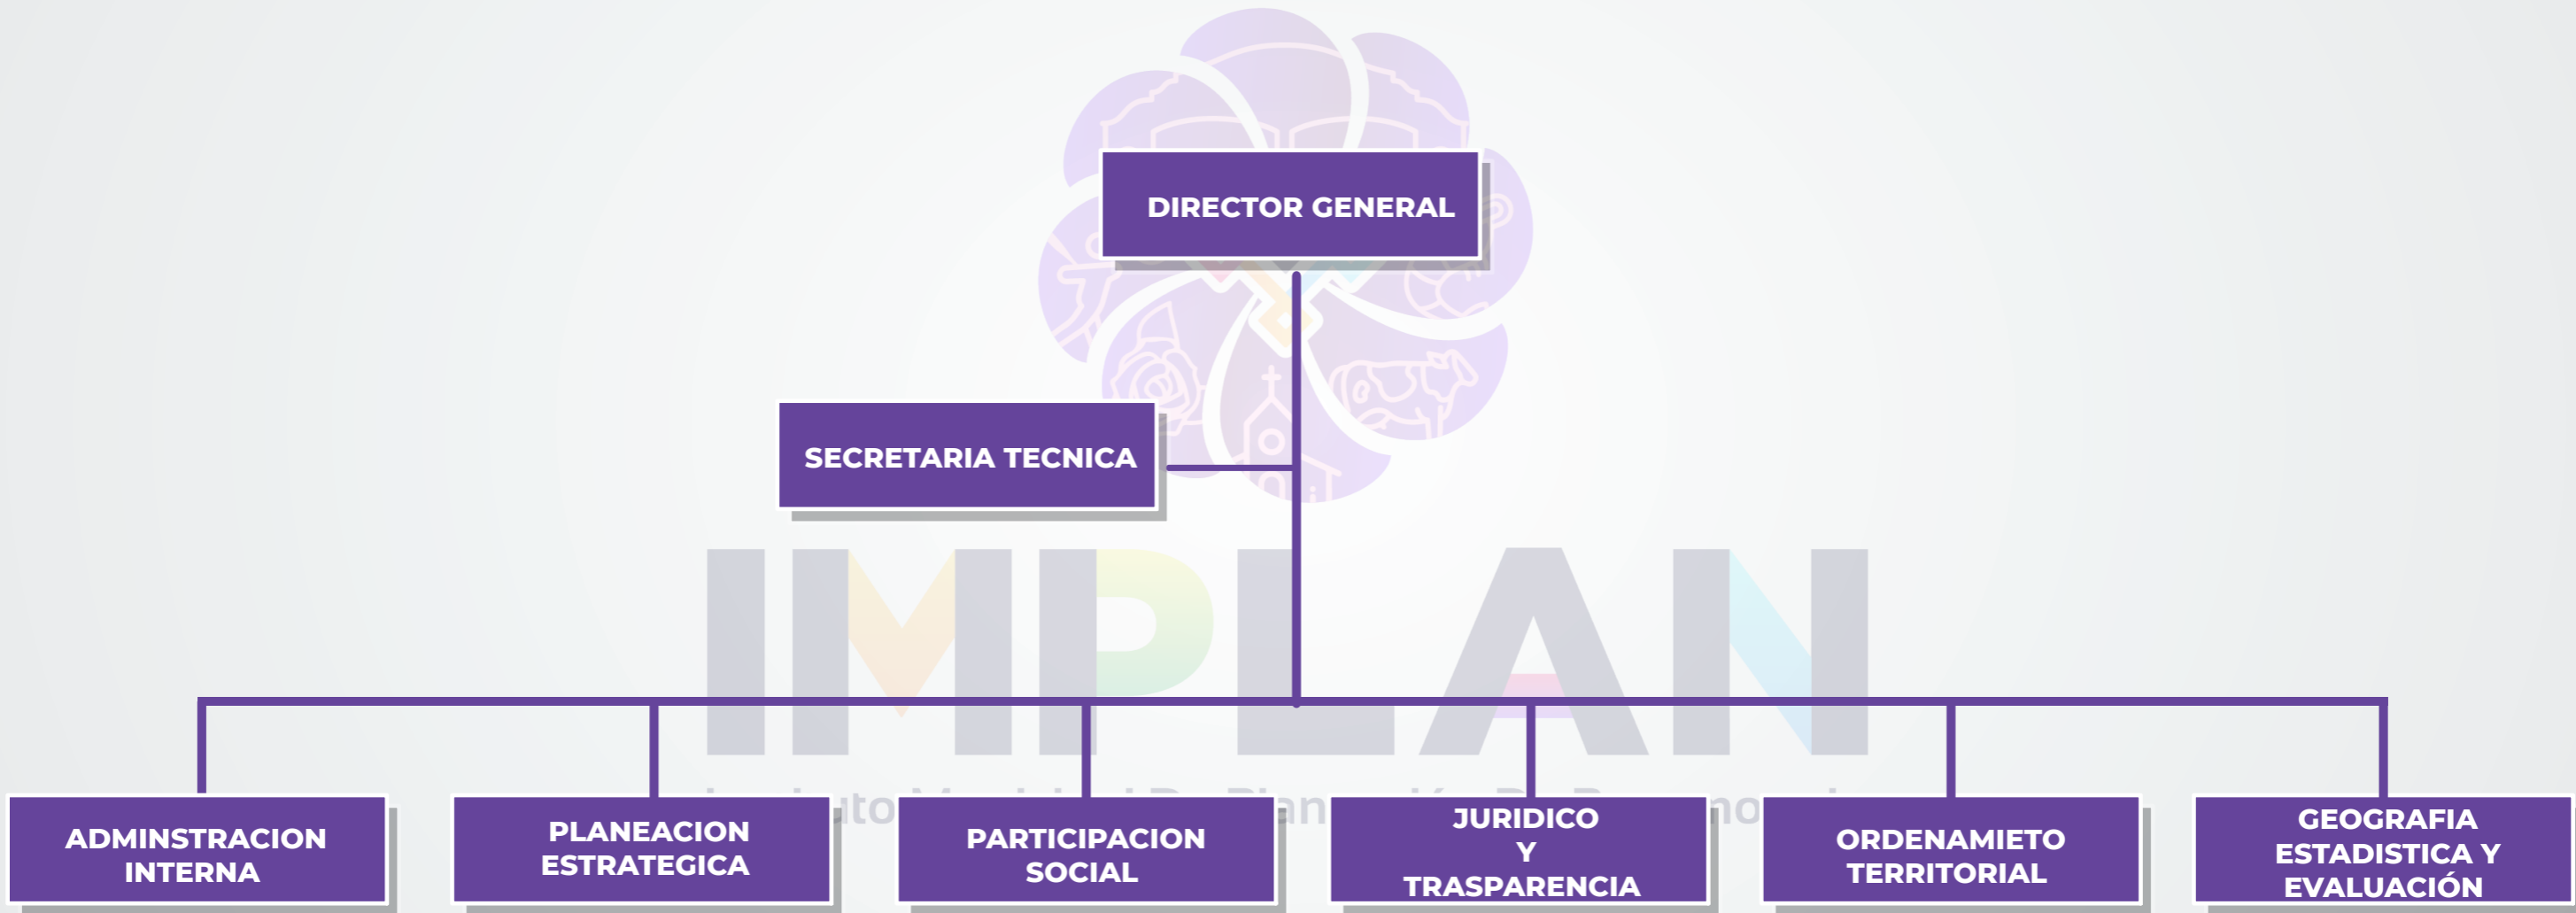 DIRECTOR GENERAL
SECRETARIA TECNICA
IMPLAN
ADMINSTRACION
INTERNA
PLANEACION
ESTRATEGICA
PARTICIPACION
SOCIAL
JURIDICO
Y
TRASPARENCIA
ORDENAMIETO
TERRITORIAL
GEOGRAFIA
ESTADISTICA Y
EVALUACIÓN